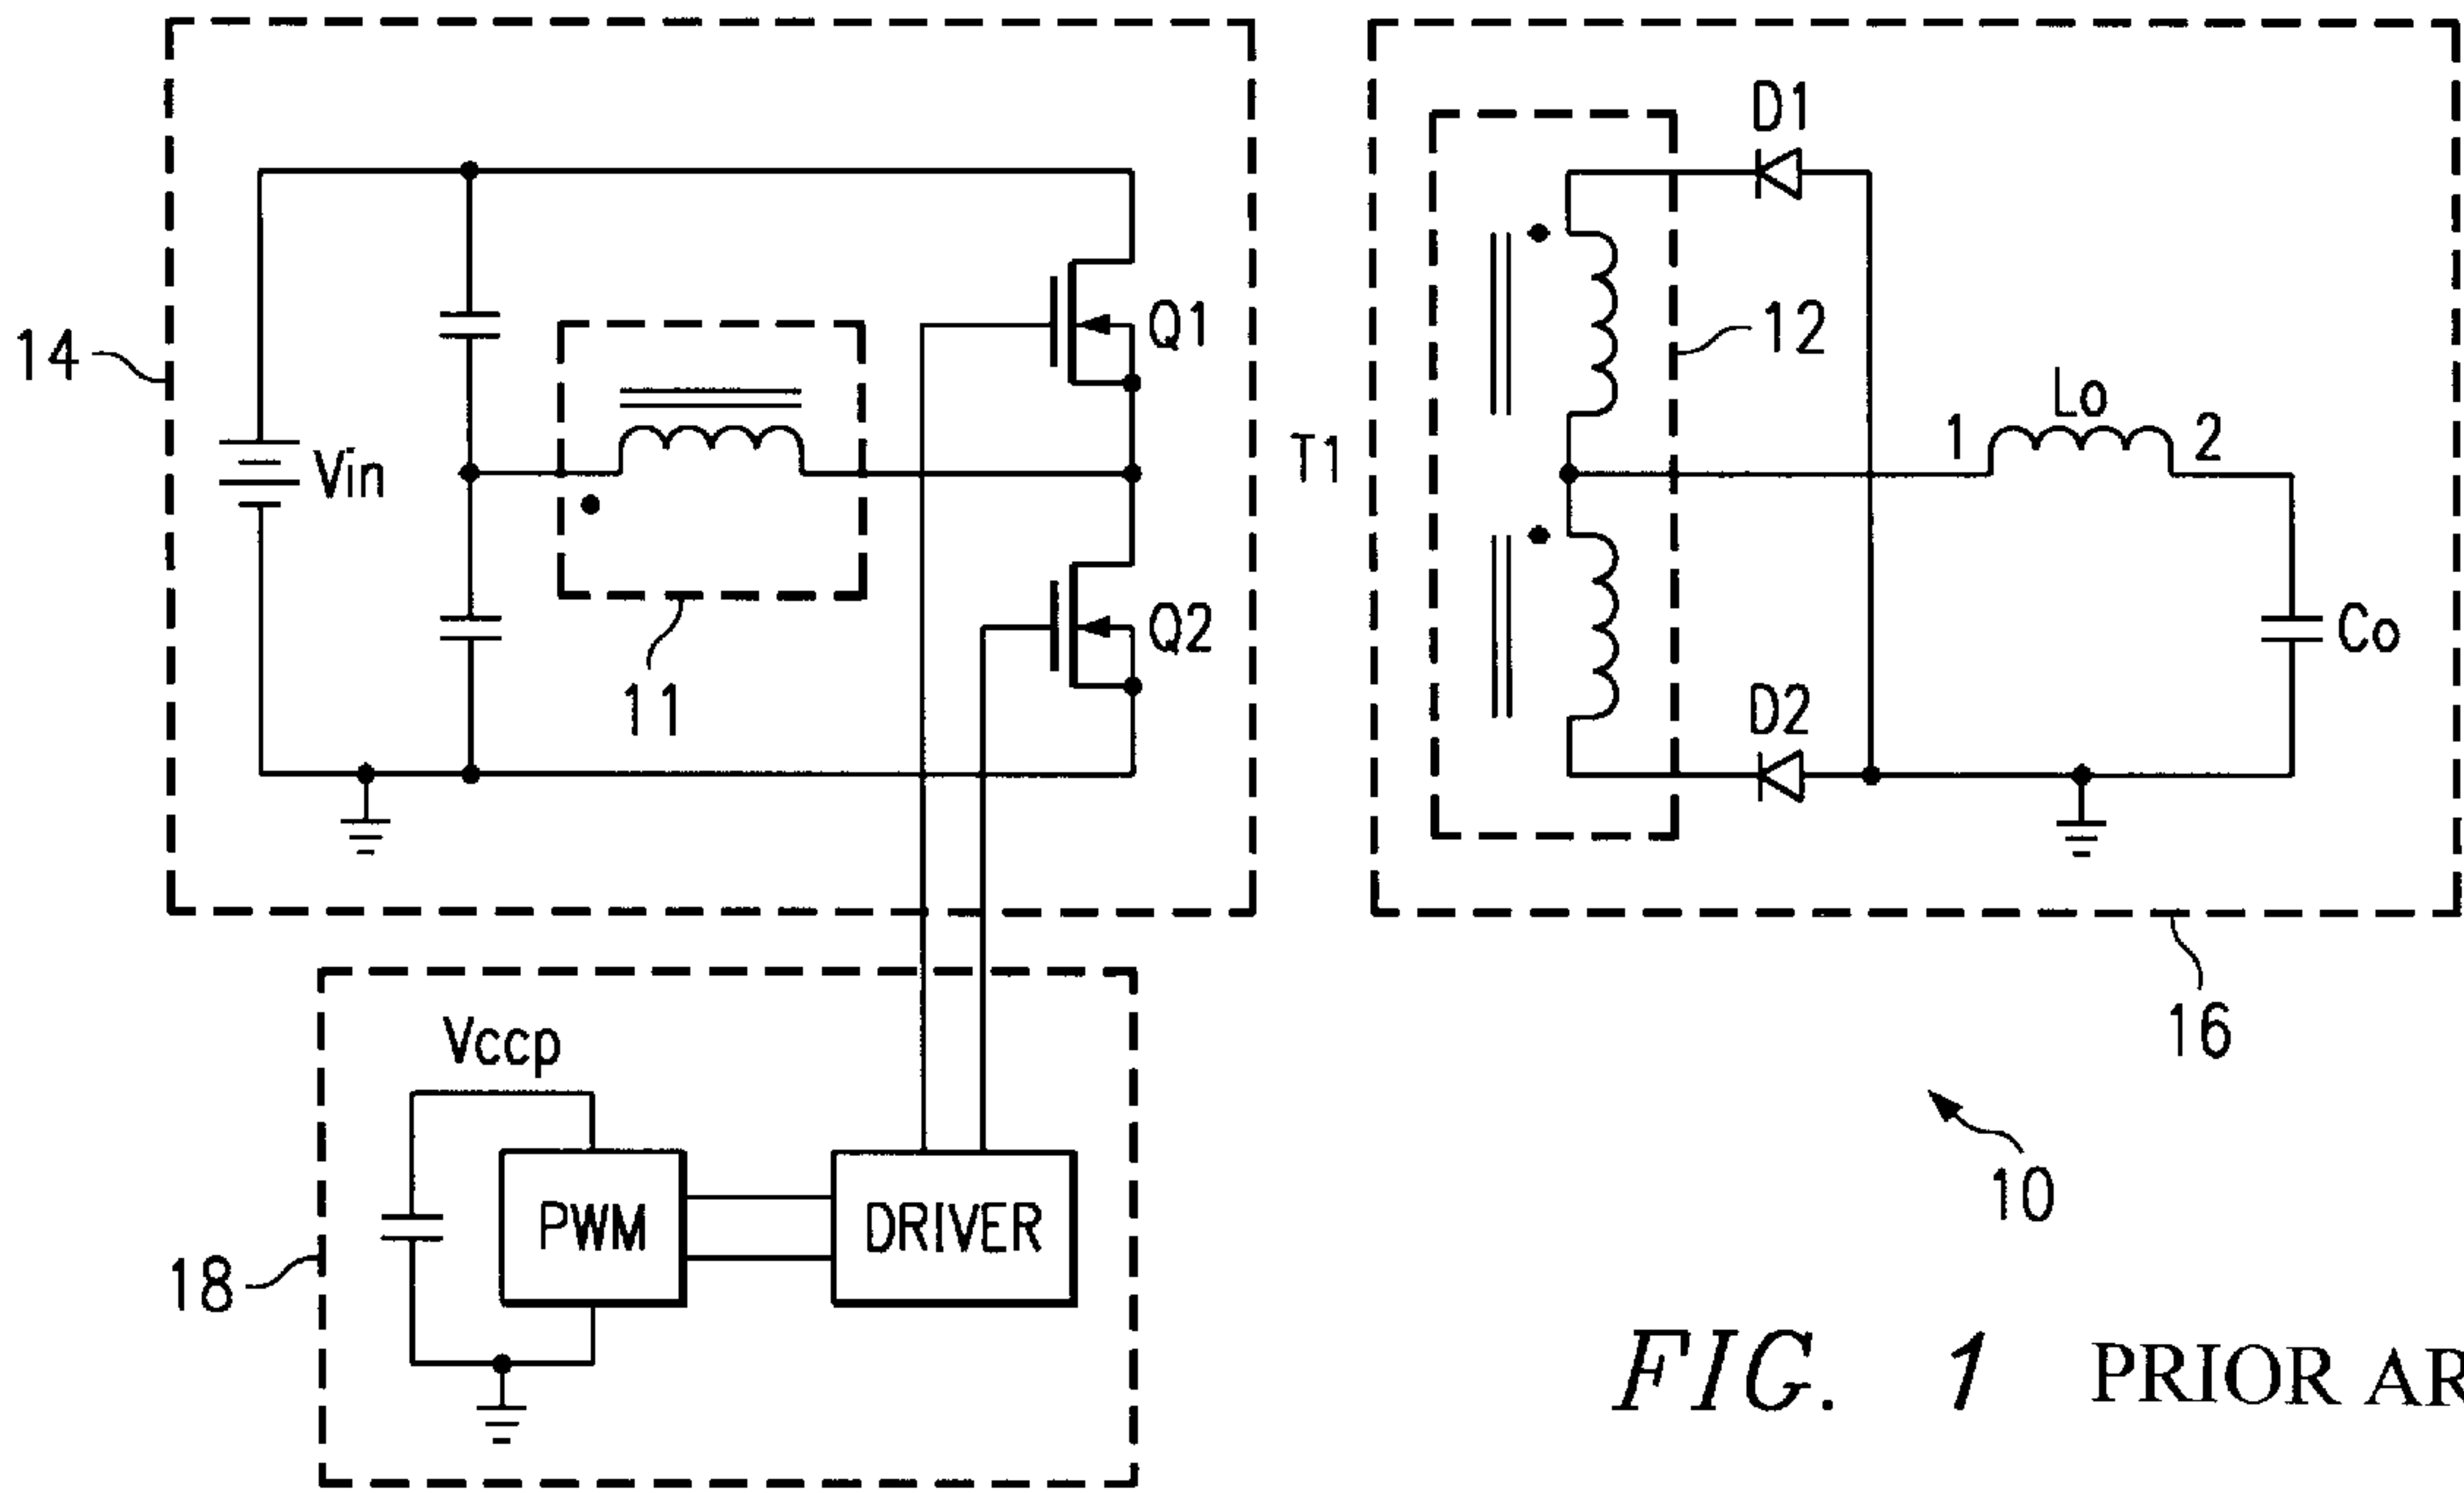 D1
14
Vin
Q1
12
Lo
1
2
T1
Q2
Co
11
D2
16
Vccp
10
PWM
DRIVER
18
FIG. 1 PRIOR AR